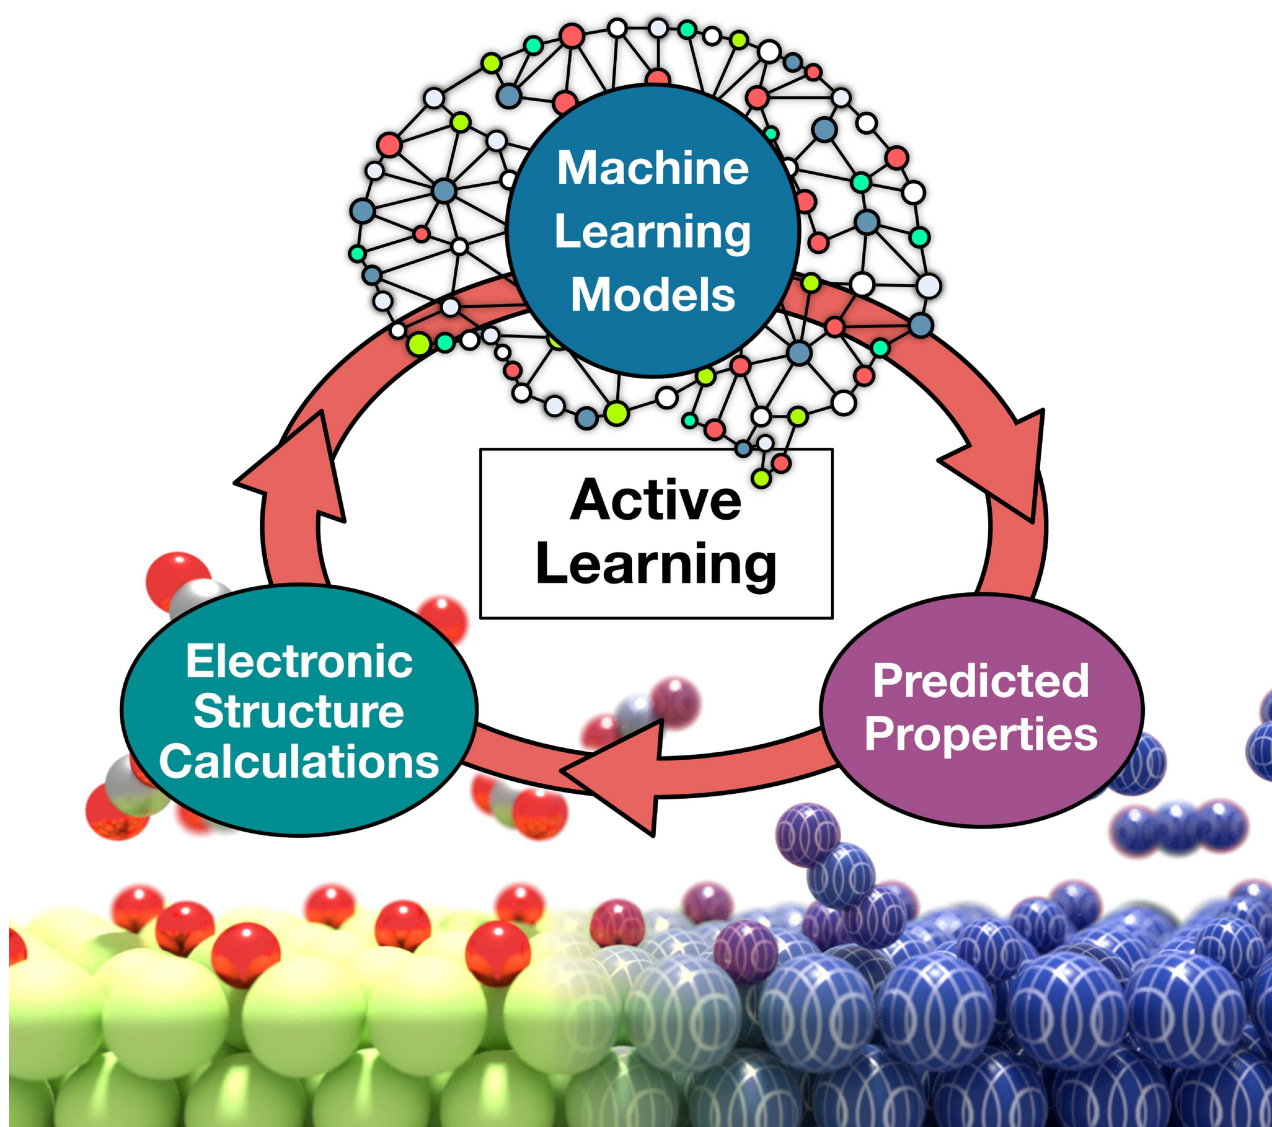 Machine
Learning
Models
Active
Learning
Electronic
Structure
Calculations
Predicted
Properties